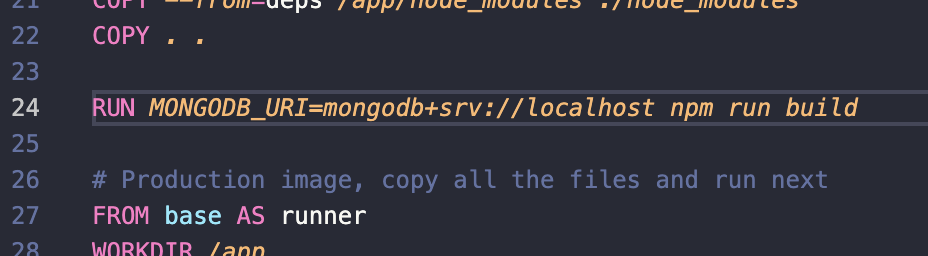 21 COPY --from=deps /app/node_modules ./node_modules
22 COPY . .
23
24 RUN MONGODB_URI=mongodb+srv://localhost npm run build
25
26 # Production image, copy all the files and run next
27 FROM base AS runner
28 WORKDIR /app